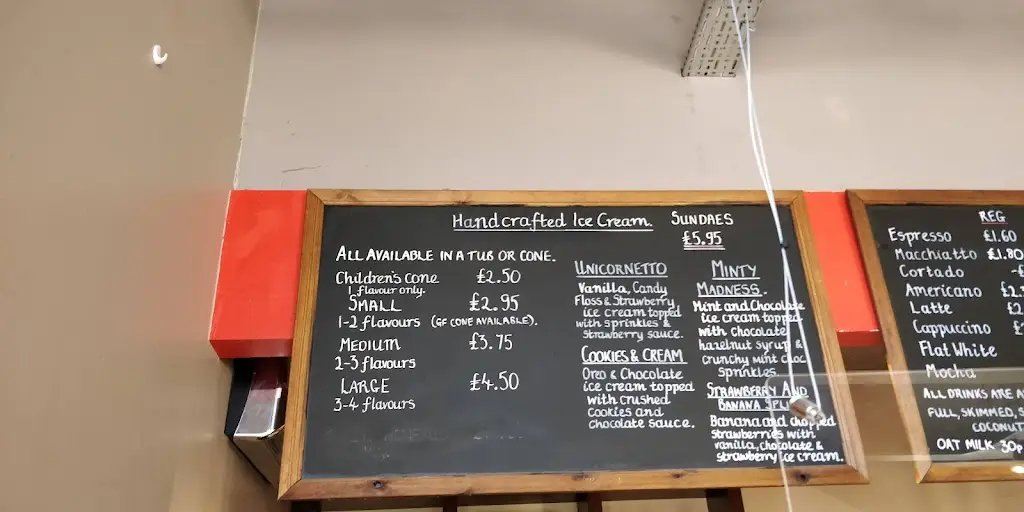 Handcrafted Ice Cream.
ALL AVAILABLE IN A TUB OR CONE.
Children's cone £2.50
1 flavour only.
SMALL £2.95
1-2 flavours (GF CONE AVAILABLE).
MEDIUM £3.75
2-3 flavours
LARGE £4.50
3-4 flavours
SUNDAES
£5.95
UNICORNETTO
Vanilla, Candy
Floss & Strawberry
ice cream topped
with sprinkles &
strawberry sauce.
COOKIES & CREAM
Oreo & Chocolate
ice cream topped
with crushed
cookies and
chocolate sauce.
MINTY
MADNESS.
Mint and Chocolate
ice cream topped
with chocolate
hazelnut syrup &
crunchy mint choc
sprinkles
STRAWBERRY AND
BANANA SPLIT
Banana and chopped
strawberries with
vanilla, chocolate &
strawberry ice cream.
REG
Espresso £1.60
Macchiatto £1.80
Cortado
Americano
Latte
Cappuccino
Flat White
Mocha
ALL DRINKS ARE
FULL, SKIMMED,
COCONUT
OAT MILK 30p